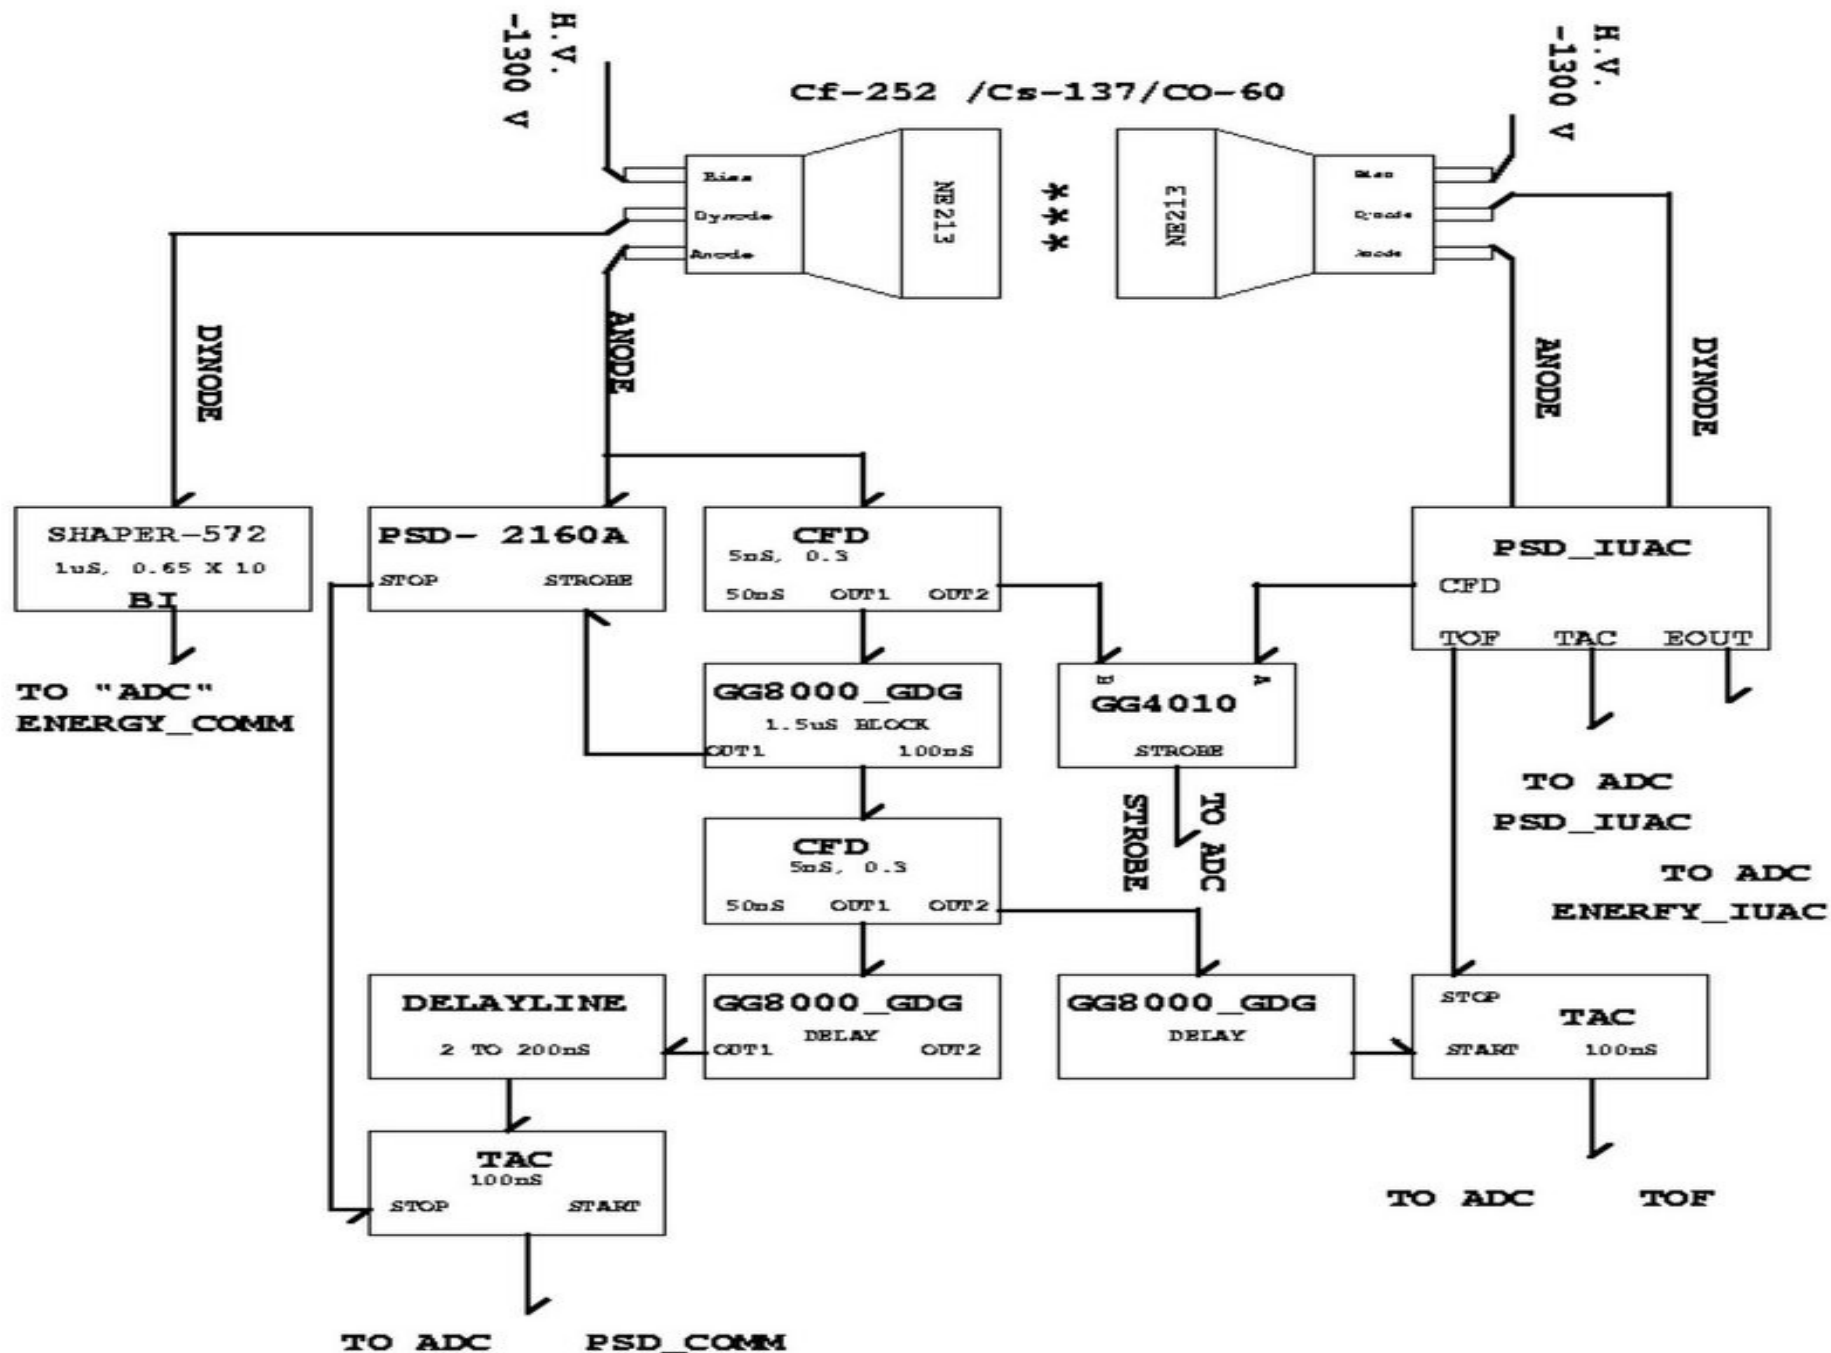 H.V.
-1300 V
H.V.
-1300 V
Cf-252 /Cs-137/CO-60
Bias
Dynode
Anode
NE213
***
NE213
Bias
Dynode
Anode
DYNODE
ANODE
ANODE
DYNODE
SHAPER-572
1uS, 0.65 X 10
BI
PSD- 2160A
STOP STROBE
CFD
5nS, 0.3
50nS OUT1 OUT2
PSD_IUAC
CFD
TOF TAC EOUT
TO "ADC"
ENERGY_COMM
GG8000_GDG
1.5uS BLOCK
OUT1 100nS
B A
GG4010
STROBE
TO ADC
STROBE
TO ADC
PSD_IUAC
TO ADC
ENERFY_IUAC
CFD
5nS, 0.3
50nS OUT1 OUT2
DELAYLINE
2 TO 200nS
GG8000_GDG
DELAY
OUT1 OUT2
GG8000_GDG
DELAY
STOP
TAC
START 100nS
TAC
100nS
STOP START
TO ADC TOF
TO ADC PSD_COMM